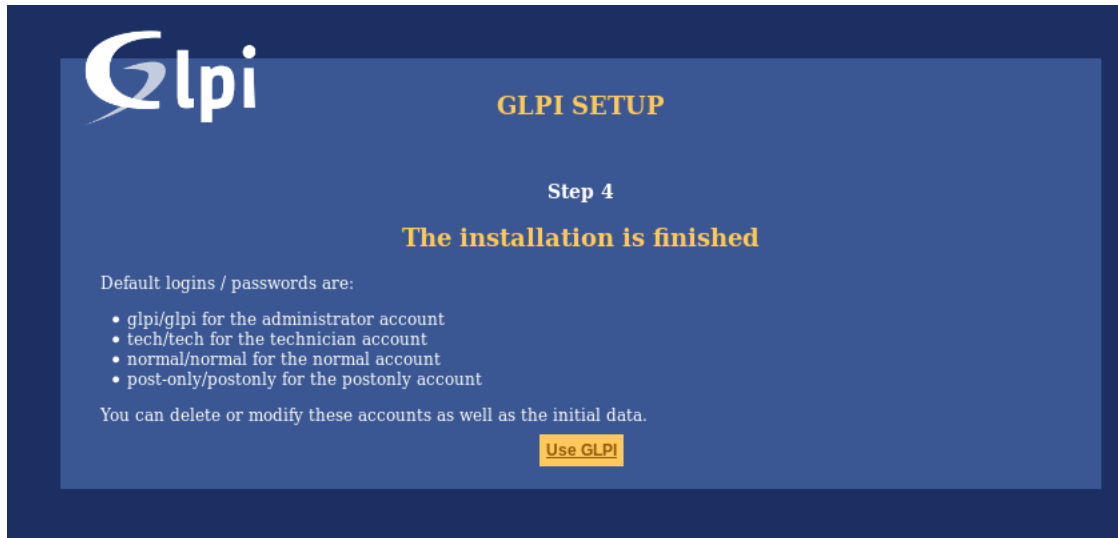 Glpi
GLPI SETUP
Step 4
The installation is finished
Default logins / passwords are:
glpi/glpi for the administrator account
tech/tech for the technician account
normal/normal for the normal account
post-only/postonly for the postonly account
You can delete or modify these accounts as well as the initial data.
Use GLPI